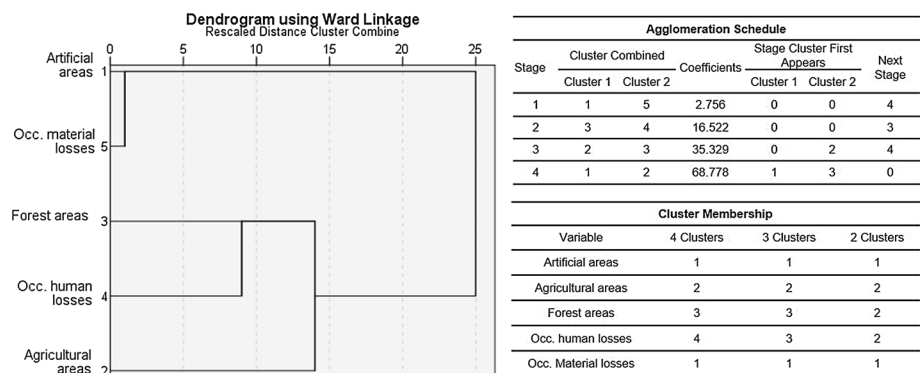 Dendrogram using Ward Linkage
Rescaled Distance Cluster Combine
0 5 10 15 20 25
Artificial
areas 1
Occ. material
losses 5
Forest areas 3
Occ. human
losses 4
Agricultural
areas 2
Agglomeration Schedule
Stage Cluster Combined Coefficients Stage Cluster First Appears Next Stage
Cluster 1 Cluster 2 Cluster 1 Cluster 2
1 1 5 2.756 0 0 4
2 3 4 16.522 0 0 3
3 2 3 35.329 0 2 4
4 1 2 68.778 1 3 0
Cluster Membership
Variable 4 Clusters 3 Clusters 2 Clusters
Artificial areas 1 1 1
Agricultural areas 2 2 2
Forest areas 3 3 2
Occ. human losses 4 3 2
Occ. Material losses 1 1 1